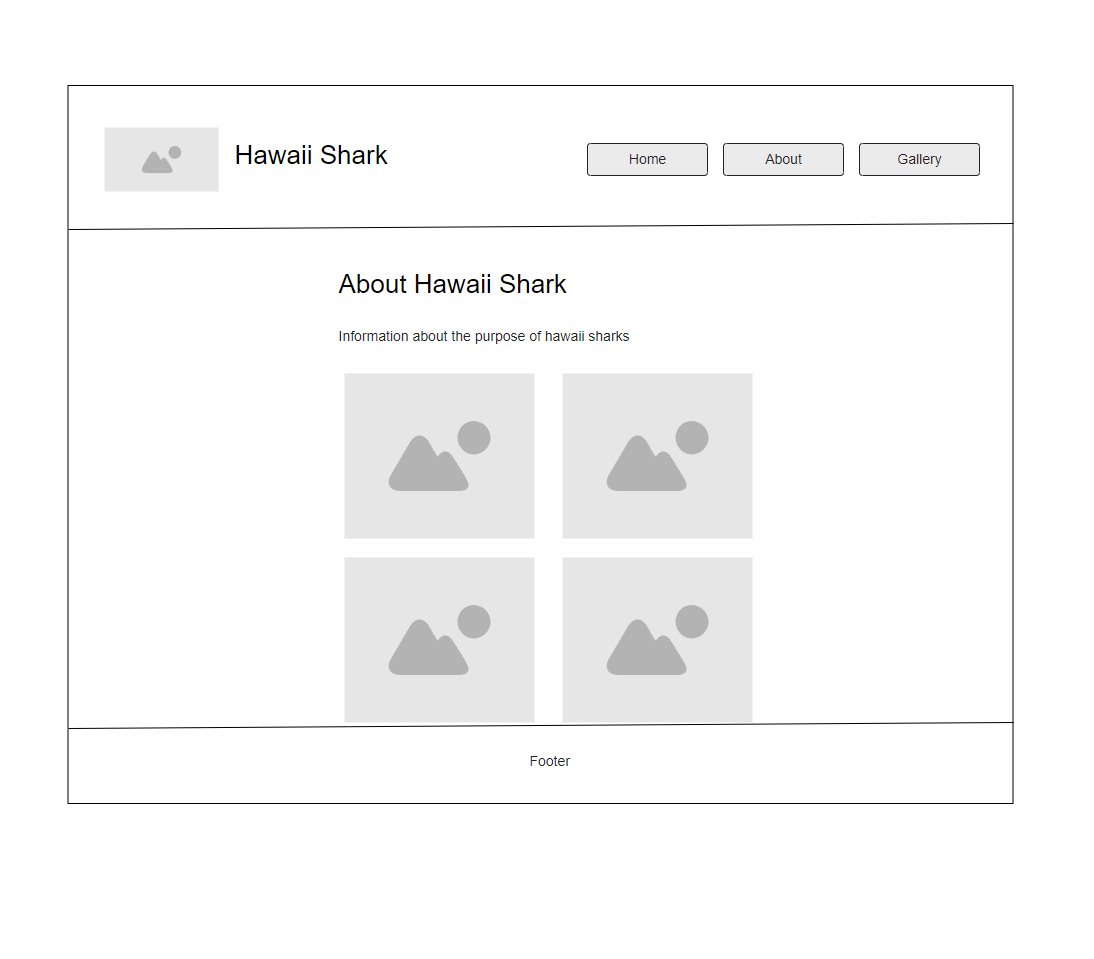 Hawaii Shark
Home
About
Gallery
About Hawaii Shark
Information about the purpose of hawaii sharks
Footer